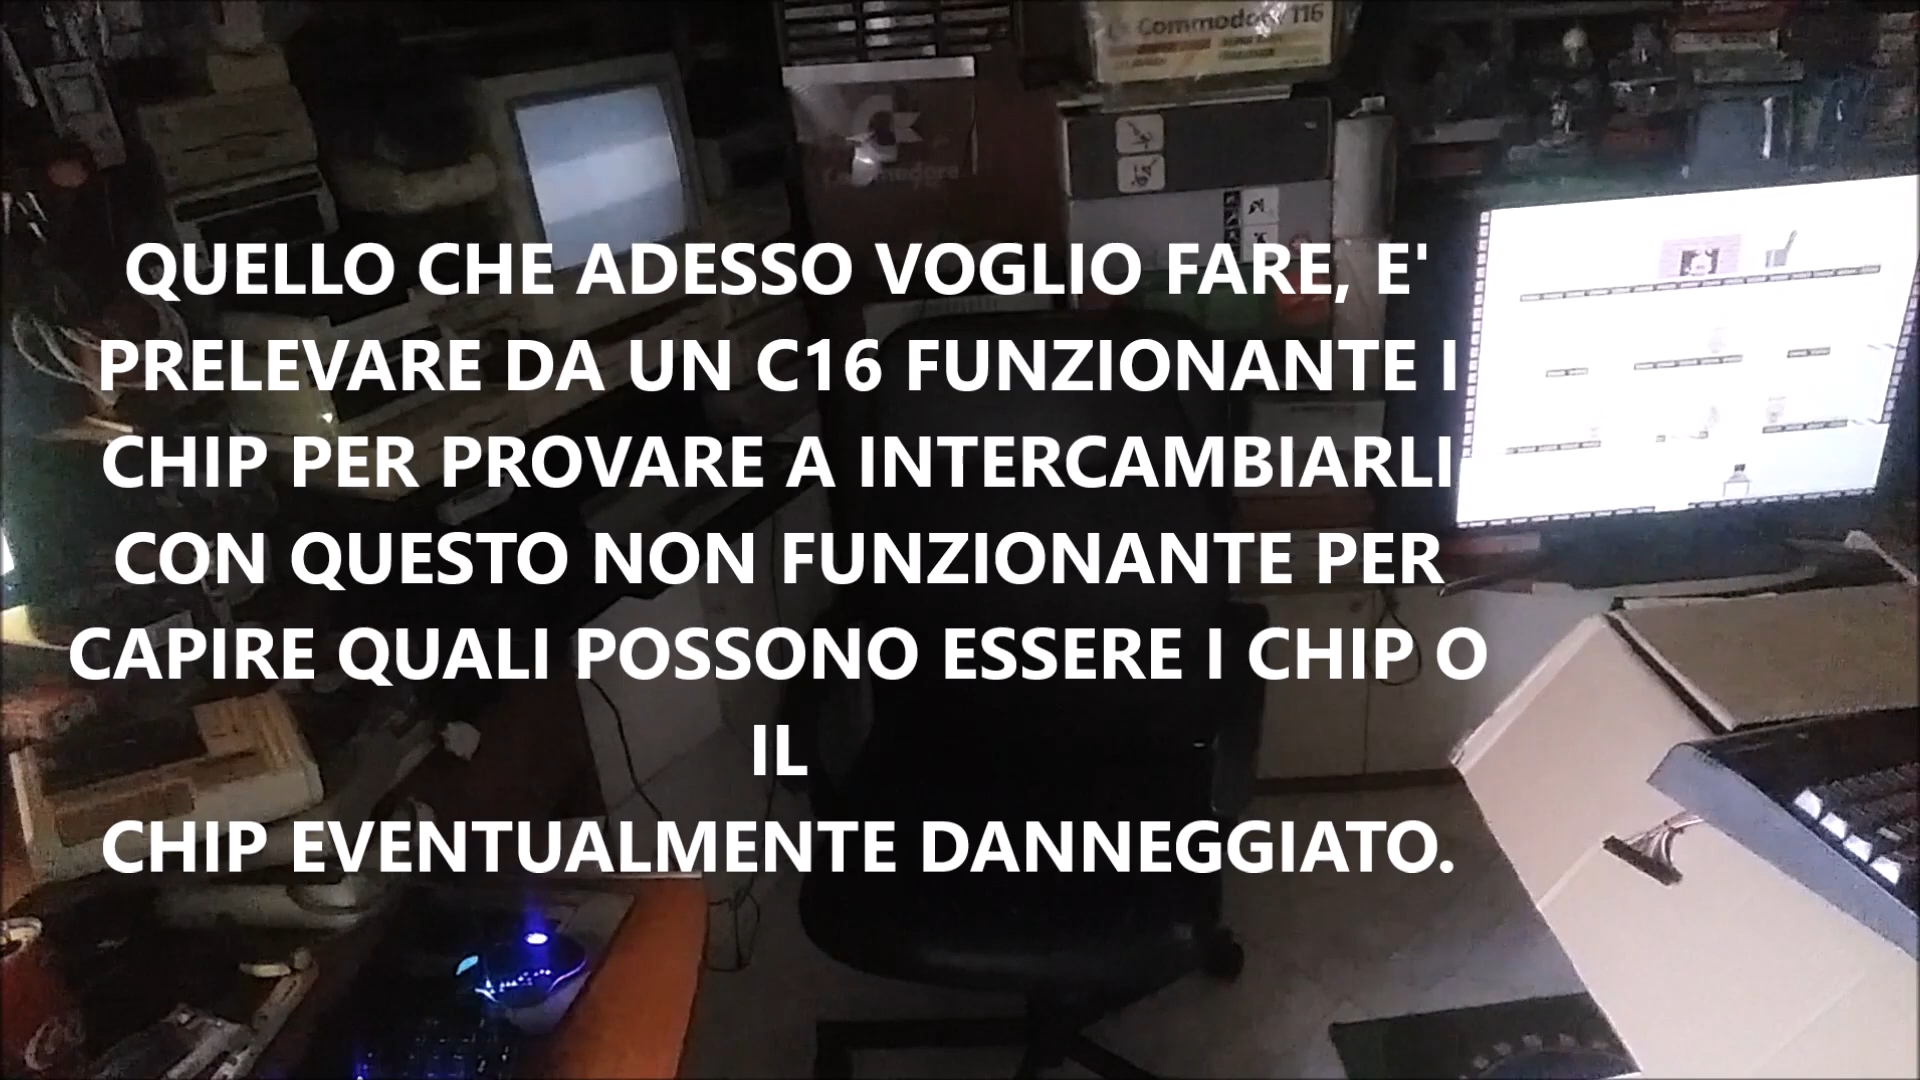 Commodore 116
Commodore
QUELLO CHE ADESSO VOGLIO FARE, E'
PRELEVARE DA UN C16 FUNZIONANTE I
CHIP PER PROVARE A INTERCAMBIARLI
CON QUESTO NON FUNZIONANTE PER
CAPIRE QUALI POSSONO ESSERE I CHIP O
IL
CHIP EVENTUALMENTE DANNEGGIATO.